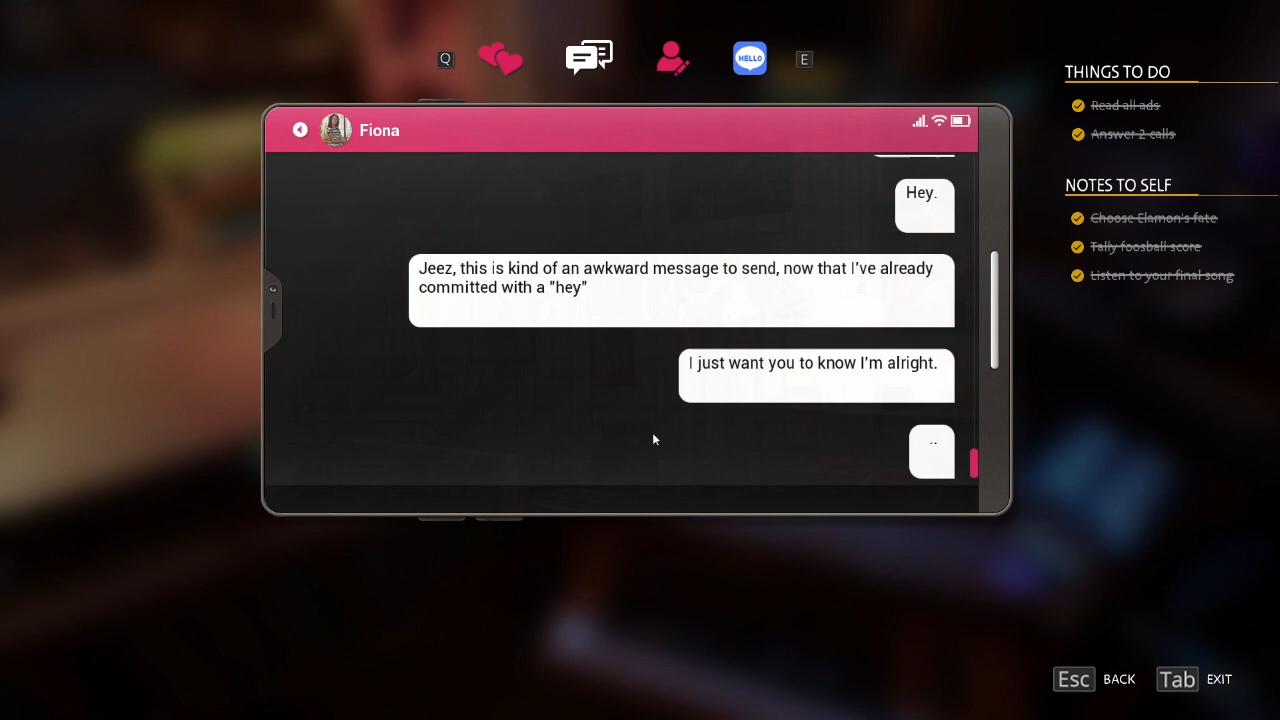 Q
HELLO
E
Fiona
Hey.
Jeez, this is kind of an awkward message to send, now that I've already
committed with a "hey"
I just want you to know I'm alright.
..
THINGS TO DO
Read all ads
Answer 2 calls
NOTES TO SELF
Choose Elamon's fate
Tally foosball score
Listen to your final song
Esc BACK Tab EXIT